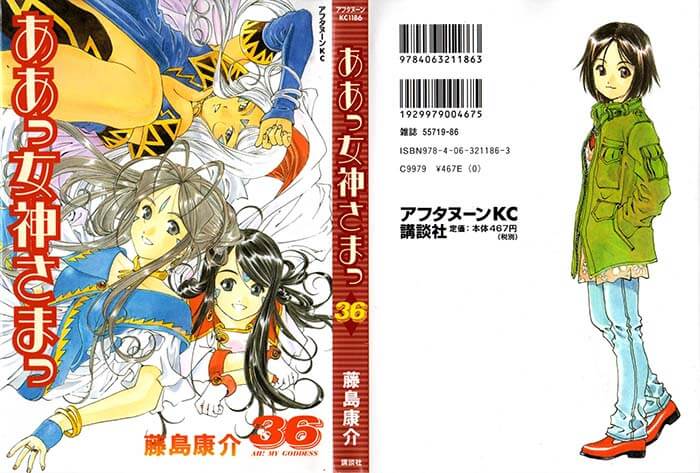 ああっ女神さまっ
藤島康介
36
AH! MY GODDESS
アフタヌーンKC
KC1186
ああっ女神さまっ
36
藤島康介
講談社
9784063211863
1929979004675
雑誌 55719-86
ISBN978-4-06-321186-3
C9979 ¥467E (0)
アフタヌーンKC
講談社 定価:本体467円
(税別)